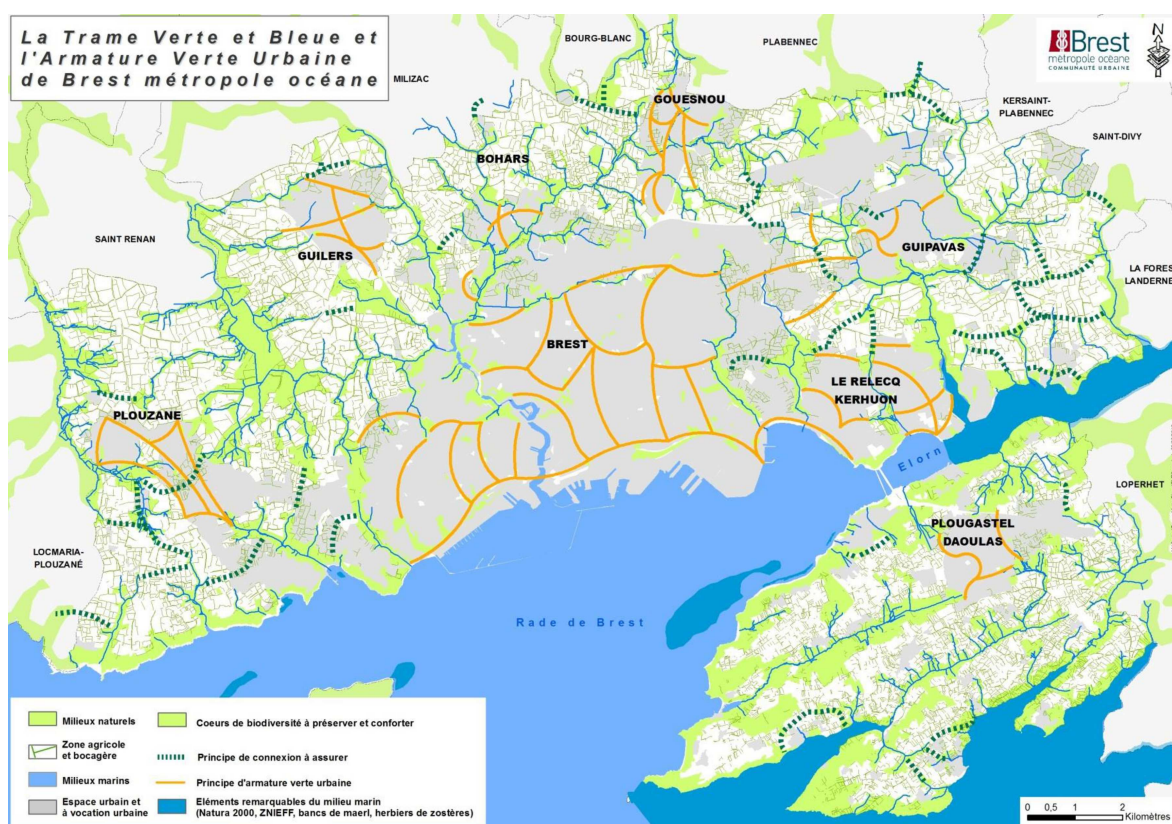 La Trame Verte et Bleue et
l'Armature Verte Urbaine
de Brest métropole océane
BOURG-BLANC
PLABENNEC
Brest
métropole océane
COMMUNAUTÉ URBAINE
N
MILIZAC
GOUESNOU
KERSAINT-
PLABENNEC
SAINT-DIVY
BOHARS
SAINT RENAN
GUILERS
GUIPAVAS
LA FORES
LANDERNE
BREST
LE RELECQ
KERHUON
PLOUZANE
Elorn
LOPERHET
PLOUGASTEL
DAOULAS
LOCMARIA-
PLOUZANÉ
Rade de Brest
Milieux naturels
Coeurs de biodiversité à préserver et conforter
Zone agricole
et bocagère
Principe de connexion à assurer
Milieux marins
Principe d'armature verte urbaine
Espace urbain et
à vocation urbaine
Eléments remarquables du milieu marin
(Natura 2000, ZNIEFF, bancs de maerl, herbiers de zostères)
0 0,5 1 2
Kilomètres